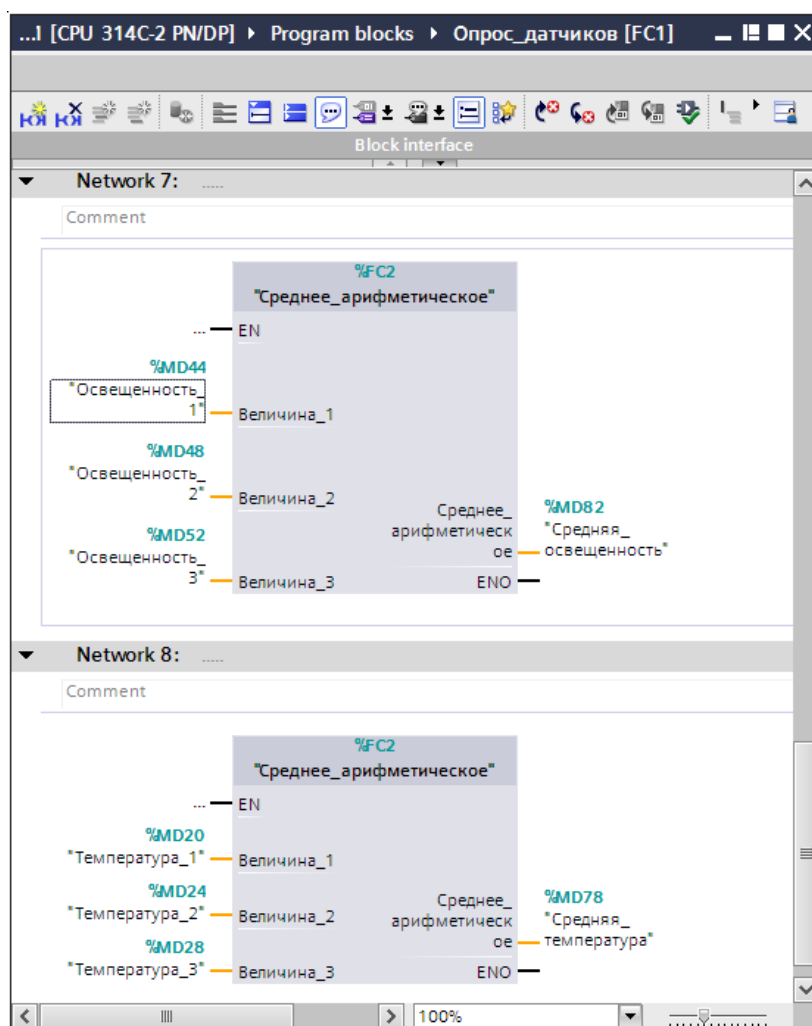 ...1 [CPU 314C-2 PN/DP] ▸ Program blocks ▸ Опрос_датчиков [FC1]
Block interface
Network 7: .....
Comment
%FC2
"Среднее_арифметическое"
... EN
%MD44
"Освещенность_
1" Величина_1
%MD48
"Освещенность_
2" Величина_2
%MD52
"Освещенность_
3" Величина_3
Среднее_
арифметическ
ое
%MD82
"Средняя_
освещенность"
ENO
Network 8: .....
Comment
%FC2
"Среднее_арифметическое"
... EN
%MD20
"Температура_1" Величина_1
%MD24
"Температура_2" Величина_2
%MD28
"Температура_3" Величина_3
Среднее_
арифметическ
ое
%MD78
"Средняя_
температура"
ENO
100%